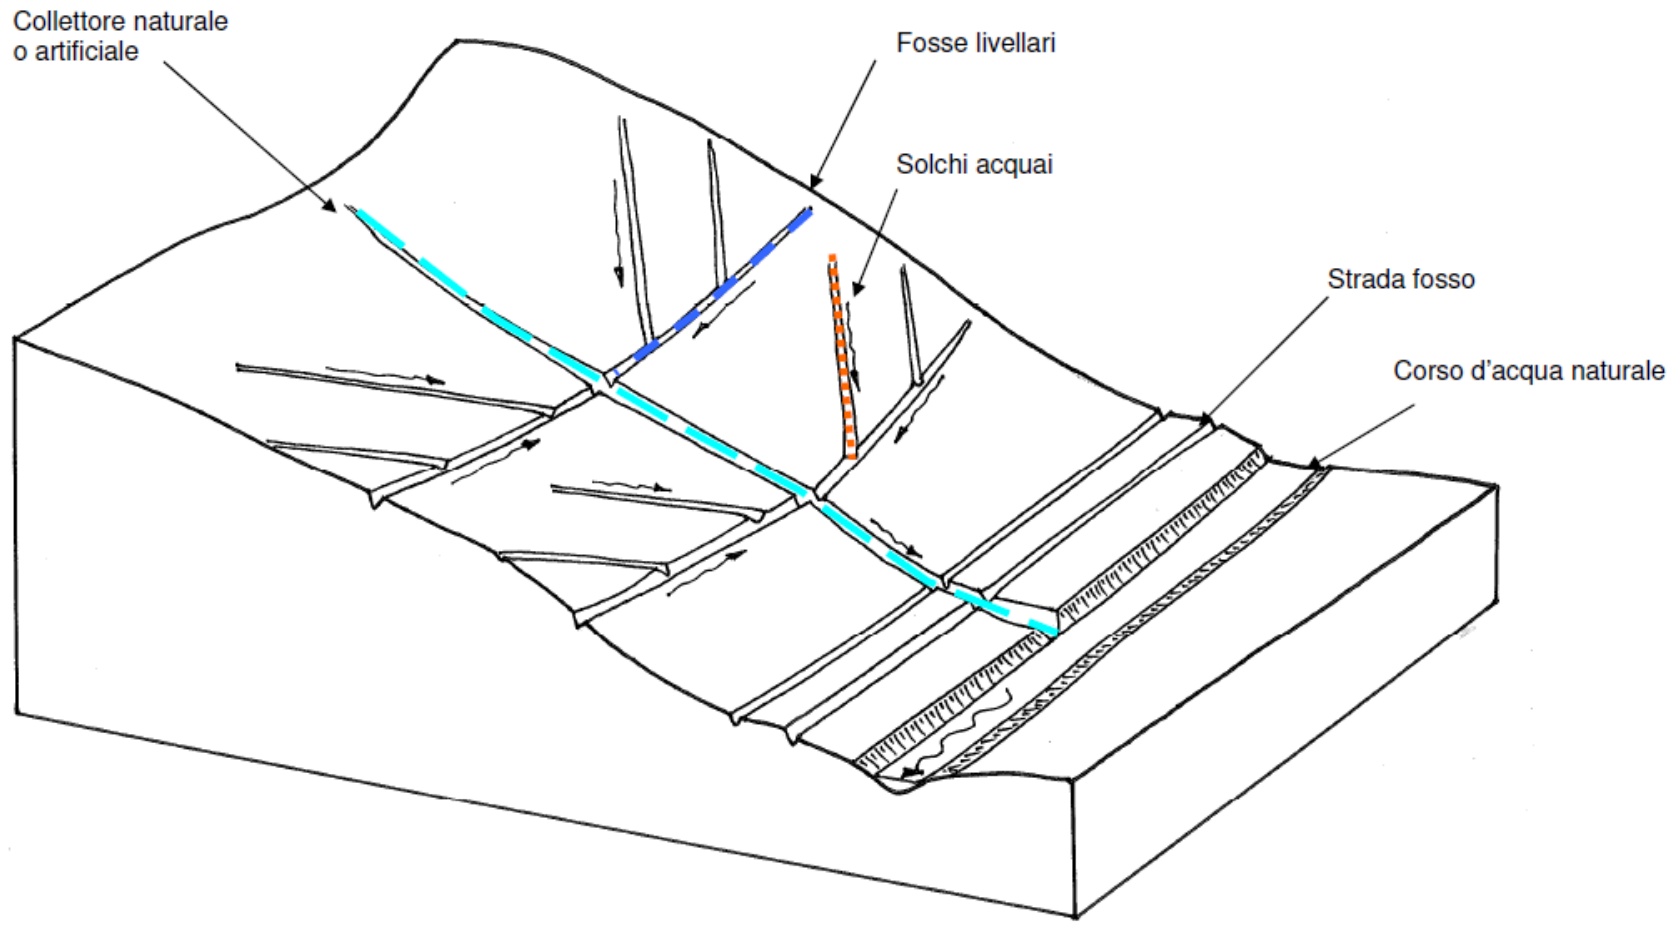 Collettore naturale
o artificiale
Fosse livellari
Solchi acquai
Strada fosso
Corso d'acqua naturale